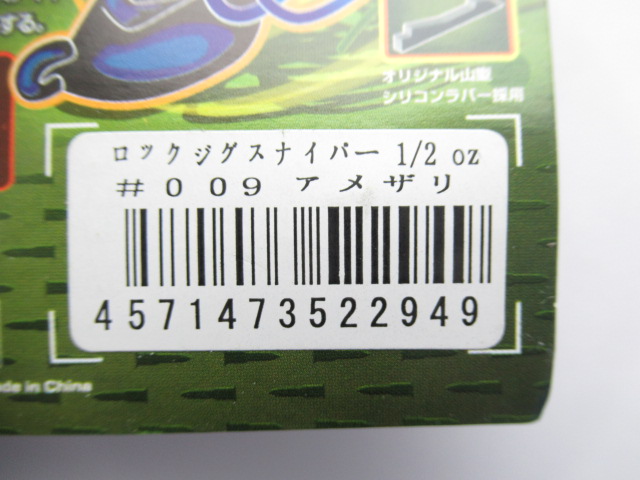 する。
オリジナル山型
シリコンラバー採用
ロックジグスナイパー 1/2 oz
#009 アメザリ
4571473522949
Made in China